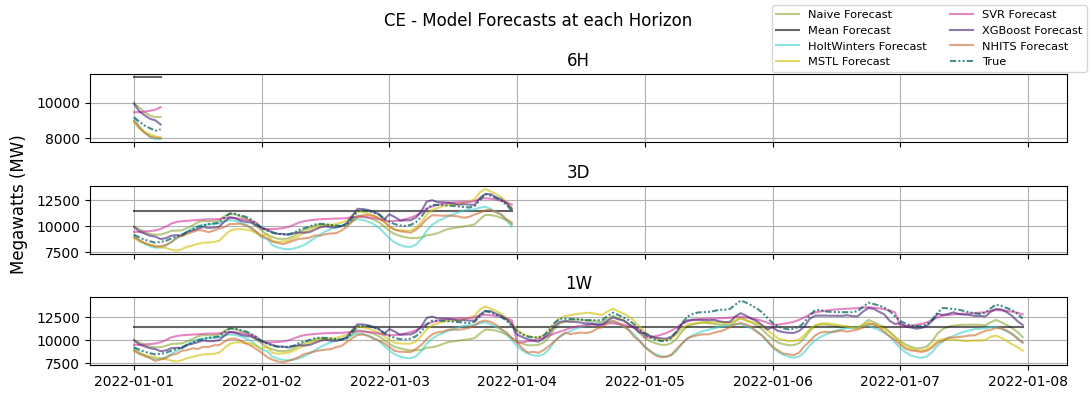 CE - Model Forecasts at each Horizon
Naive Forecast
Mean Forecast
HoltWinters Forecast
MSTL Forecast
SVR Forecast
XGBoost Forecast
NHITS Forecast
True
Megawatts (MW)
6H
10000
8000
3D
12500
10000
7500
1W
12500
10000
7500
2022-01-01 2022-01-02 2022-01-03 2022-01-04 2022-01-05 2022-01-06 2022-01-07 2022-01-08